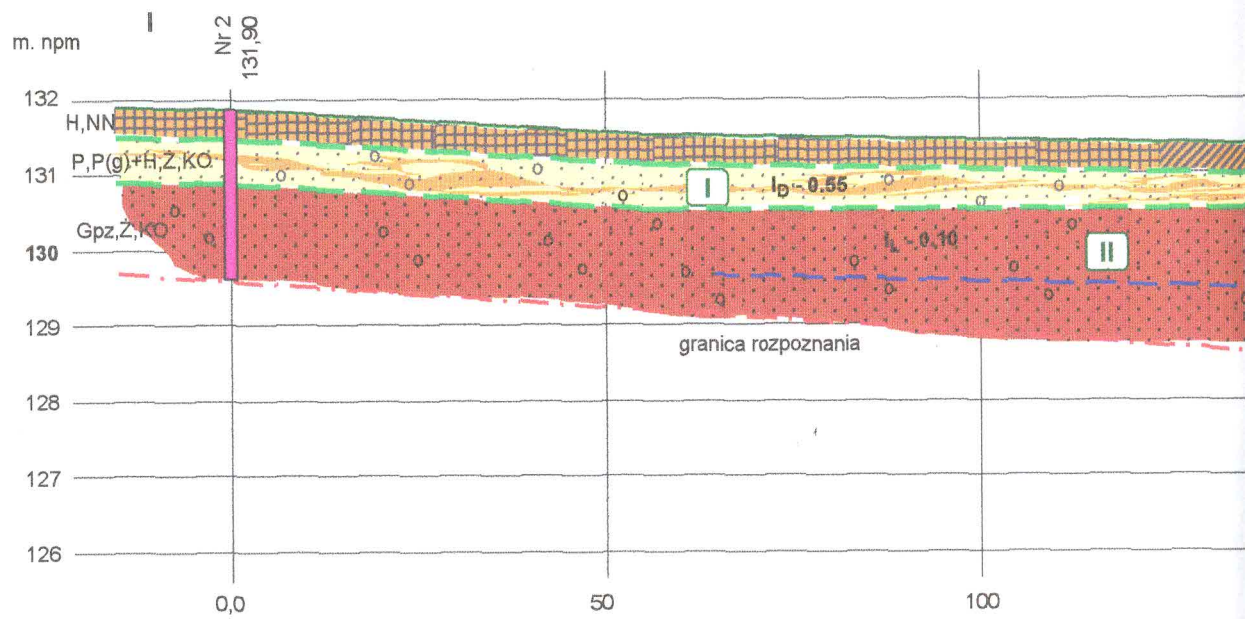 I
Nr 2
131,90
m. npm
132
H,NN
P,P(g)+H,Ż,KO
131
I
I_D - 0.55
Gpz,Ż,KO
I_L - 0.10
130
II
129
granica rozpoznania
128
127
126
0,0
50
100